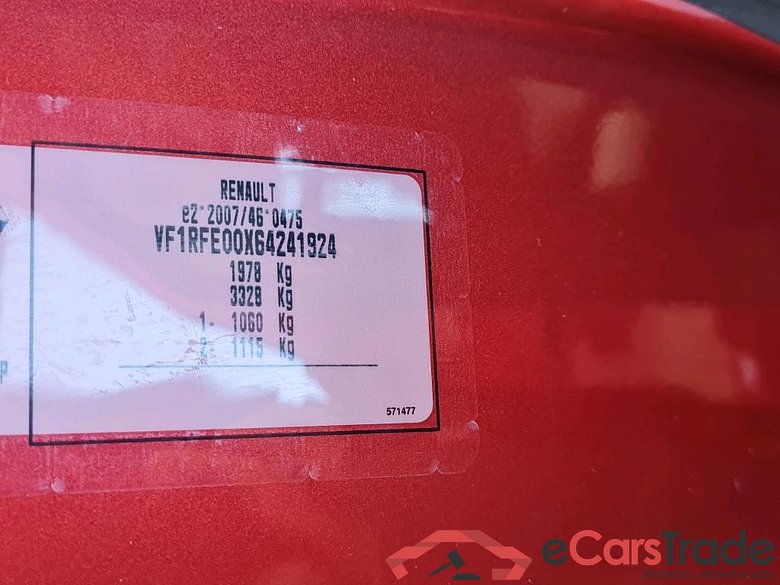 RENAULT
e2*2007/46*0475
VF1RFE00X64241924
1978 Kg
3328 Kg
1- 1060 Kg
2- 1115 Kg
P
571477
eCarsTrade